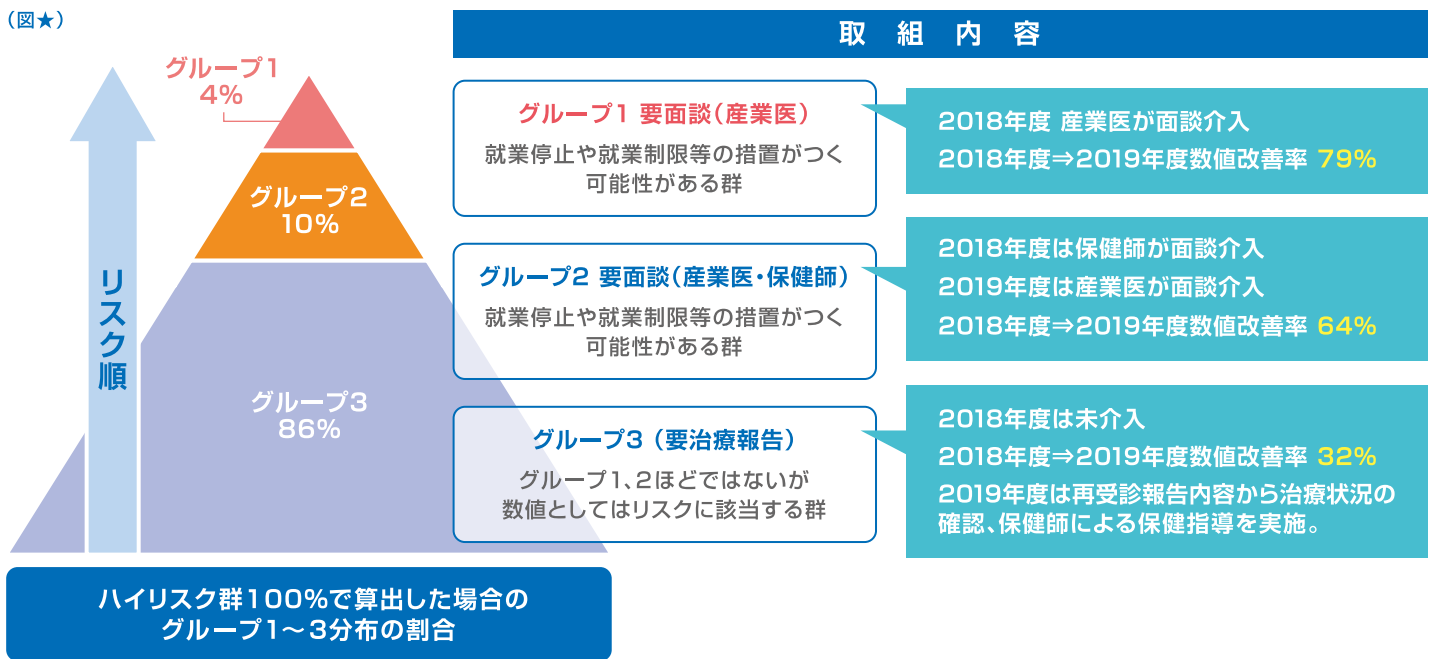 (図★)
取組内容
グループ1
4%
グループ2
10%
グループ3
86%
リスク順
ハイリスク群100%で算出した場合の
グループ1～3分布の割合
グループ1 要面談（産業医）
就業停止や就業制限等の措置がつく
可能性がある群
2018年度 産業医が面談介入
2018年度⇒2019年度数値改善率 79%
グループ2 要面談（産業医・保健師）
就業停止や就業制限等の措置がつく
可能性がある群
2018年度は保健師が面談介入
2019年度は産業医が面談介入
2018年度⇒2019年度数値改善率 64%
グループ3（要治療報告）
グループ1、2ほどではないが
数値としてはリスクに該当する群
2018年度は未介入
2018年度⇒2019年度数値改善率 32%
2019年度は再受診報告内容から治療状況の
確認、保健師による保健指導を実施。